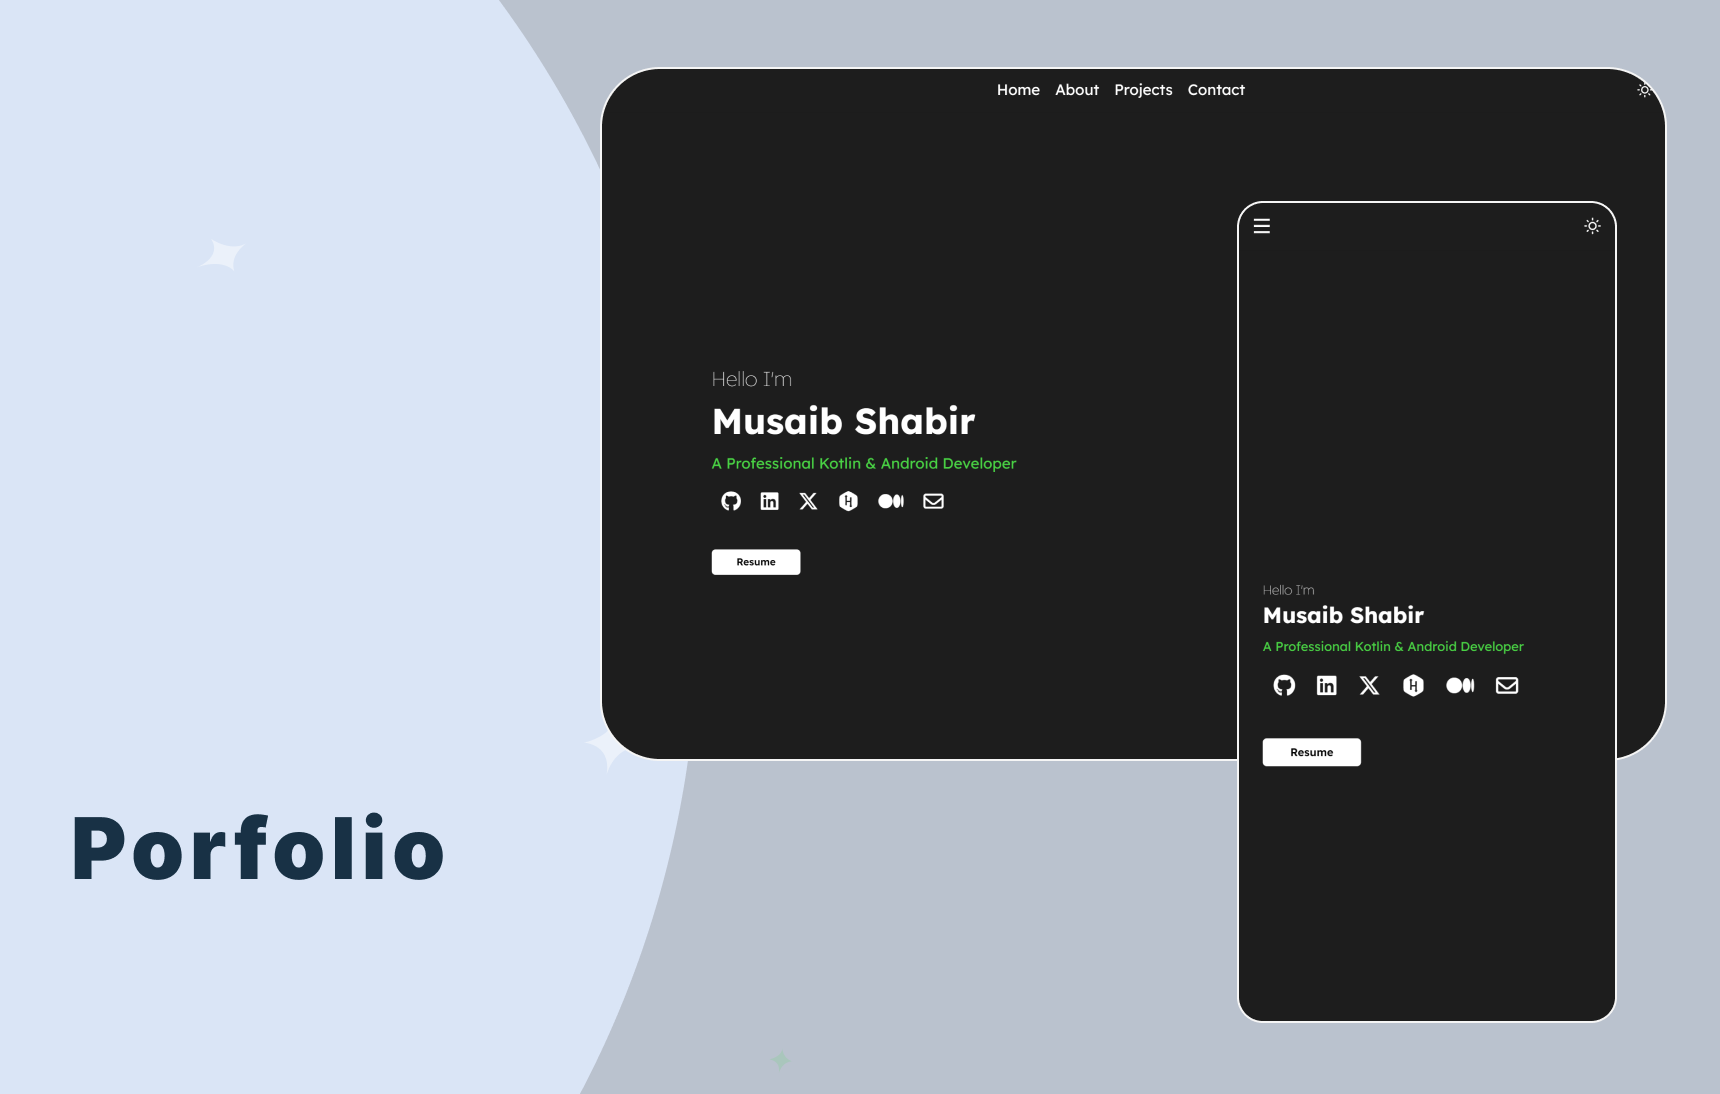 Home About Projects Contact
Hello I'm
Musaib Shabir
A Professional Kotlin & Android Developer
Resume
Hello I'm
Musaib Shabir
A Professional Kotlin & Android Developer
Resume
Porfolio